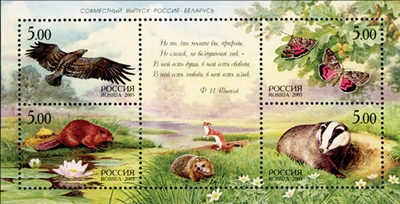 СОВМЕСТНЫЙ ВЫПУСК РОССИЯ-БЕЛАРУСЬ
5.00
РОССИЯ
ROSSIJA · 2005
Не то, что мните вы, природа,
Не слепок, не бездушный лик –
В ней есть душа, в ней есть свобода,
В ней есть любовь, в ней есть язык.
Ф. И. Тютчев
5.00
РОССИЯ
ROSSIJA · 2005
5.00
РОССИЯ
ROSSIJA · 2005
5.00
РОССИЯ
ROSSIJA · 2005